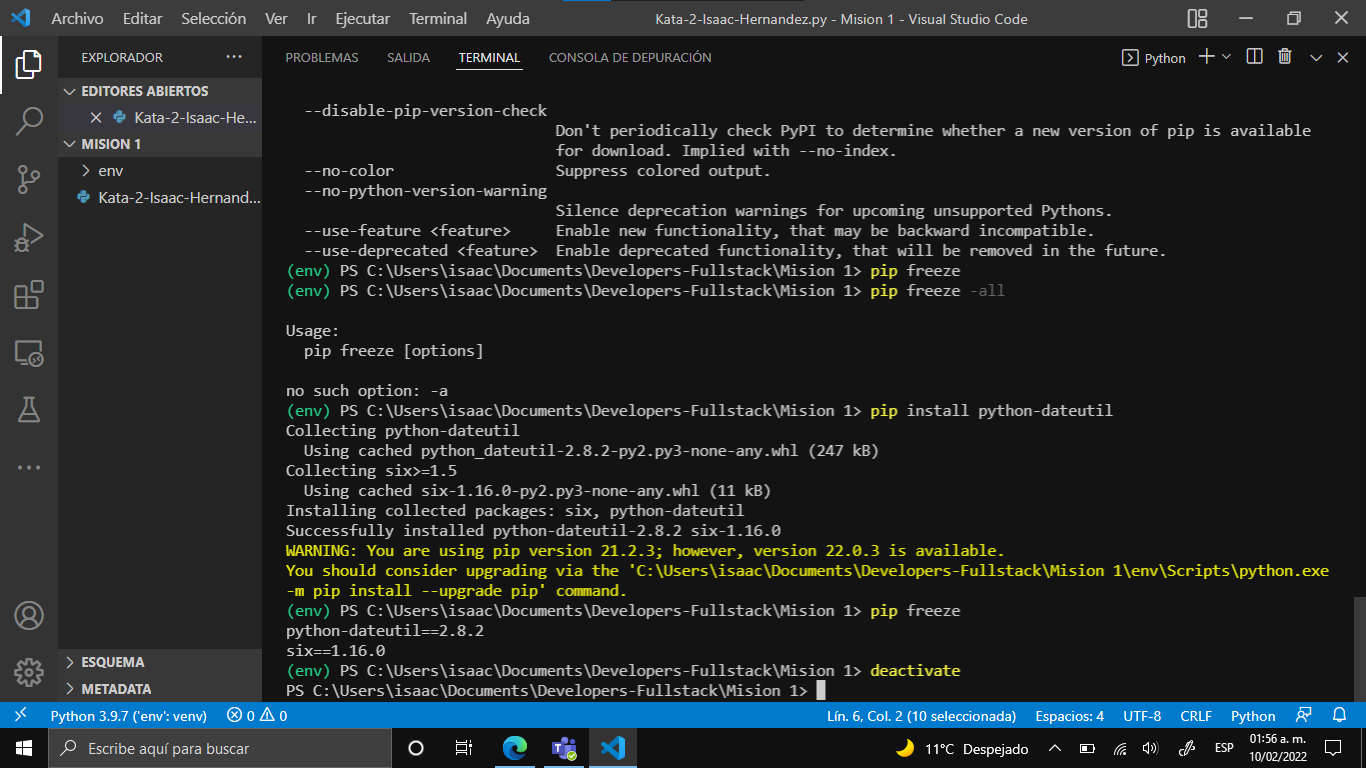 Archivo Editar Selección Ver Ir Ejecutar Terminal Ayuda Kata-2-Isaac-Hernandez.py - Mision 1 - Visual Studio Code
EXPLORADOR ···
EDITORES ABIERTOS
Kata-2-Isaac-He...
MISION 1
env
Kata-2-Isaac-Hernand...
ESQUEMA
METADATA
PROBLEMAS SALIDA TERMINAL CONSOLA DE DEPURACIÓN Python
--disable-pip-version-check
Don't periodically check PyPI to determine whether a new version of pip is available
for download. Implied with --no-index.
--no-color Suppress colored output.
--no-python-version-warning
Silence deprecation warnings for upcoming unsupported Pythons.
--use-feature <feature> Enable new functionality, that may be backward incompatible.
--use-deprecated <feature> Enable deprecated functionality, that will be removed in the future.
(env) PS C:\Users\isaac\Documents\Developers-Fullstack\Mision 1> pip freeze
(env) PS C:\Users\isaac\Documents\Developers-Fullstack\Mision 1> pip freeze -all
Usage:
pip freeze [options]
no such option: -a
(env) PS C:\Users\isaac\Documents\Developers-Fullstack\Mision 1> pip install python-dateutil
Collecting python-dateutil
Using cached python_dateutil-2.8.2-py2.py3-none-any.whl (247 kB)
Collecting six>=1.5
Using cached six-1.16.0-py2.py3-none-any.whl (11 kB)
Installing collected packages: six, python-dateutil
Successfully installed python-dateutil-2.8.2 six-1.16.0
WARNING: You are using pip version 21.2.3; however, version 22.0.3 is available.
You should consider upgrading via the 'C:\Users\isaac\Documents\Developers-Fullstack\Mision 1\env\Scripts\python.exe
-m pip install --upgrade pip' command.
(env) PS C:\Users\isaac\Documents\Developers-Fullstack\Mision 1> pip freeze
python-dateutil==2.8.2
six==1.16.0
(env) PS C:\Users\isaac\Documents\Developers-Fullstack\Mision 1> deactivate
PS C:\Users\isaac\Documents\Developers-Fullstack\Mision 1>
Python 3.9.7 ('env': venv) 0 0 Lín. 6, Col. 2 (10 seleccionada) Espacios: 4 UTF-8 CRLF Python
Escribe aquí para buscar 11°C Despejado ESP 01:56 a. m.
10/02/2022